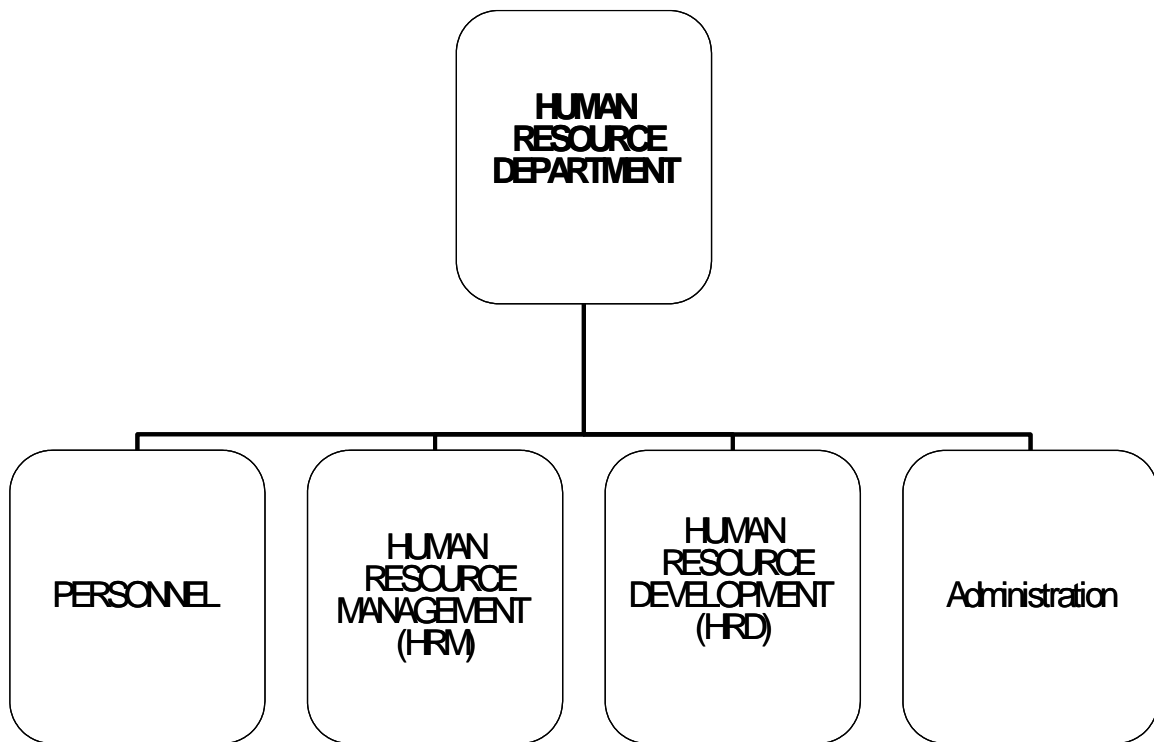 HUMAN
RESOURCE
DEPARTMENT
PERSONNEL
HUMAN
RESOURCE
MANAGEMENT
(HRM)
HUMAN
RESOURCE
DEVELOPMENT
(HRD)
Administration